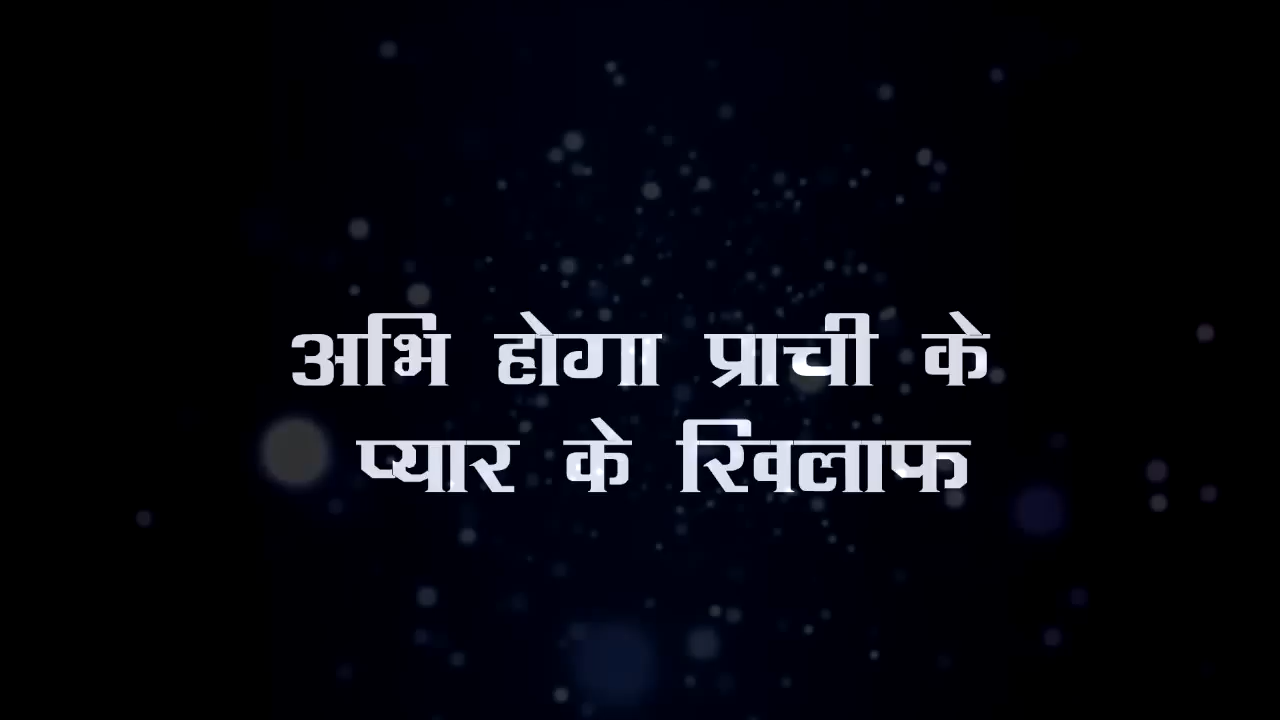 अभि होगा प्राची के
प्यार के खिलाफ